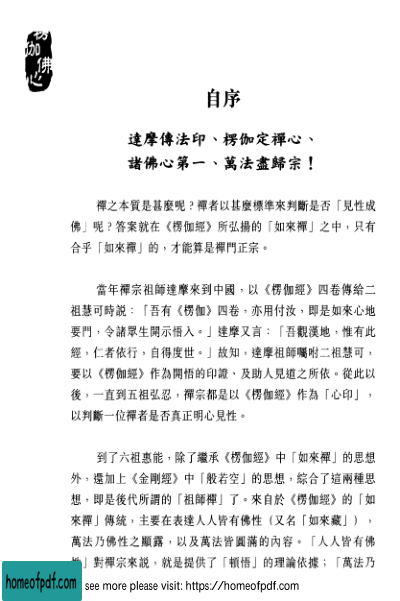 楞伽佛心
自序
達摩傳法印、楞伽定禪心、
諸佛心第一、萬法盡歸宗！
禪之本質是甚麼呢？禪者以甚麼標準來判斷是否「見性成
佛」呢？答案就在《楞伽經》所弘揚的「如來禪」之中，只有
合乎「如來禪」的，才能算是禪門正宗。
當年禪宗祖師達摩來到中國，以《楞伽經》四卷傳給二
祖慧可時說：「吾有《楞伽》四卷，亦用付汝，即是如來心地
要門，令諸眾生開示悟入。」達摩又言：「吾觀漢地，惟有此
經，仁者依行，自得度世。」故知，達摩祖師囑咐二祖慧可，
要以《楞伽經》作為開悟的印證、及助人見道之所依。從此以
後，一直到五祖弘忍，禪宗都是以《楞伽經》作為「心印」，
以判斷一位禪者是否真正明心見性。
到了六祖惠能，除了繼承《楞伽經》中「如來禪」的思想
外，還加上《金剛經》中「般若空」的思想，綜合了這兩種思
想，即是後代所謂的「祖師禪」了。來自於《楞伽經》的「如
來禪」傳統，主要在表達人人皆有佛性（又名「如來藏」），
萬法乃佛性之顯露，以及萬法皆圓滿的內容。「人人皆有佛
」對禪宗來說，就是提供了「頓悟」的理論依據；「萬法乃
homeofpdf.com
see more please visit: https://homeofpdf.com